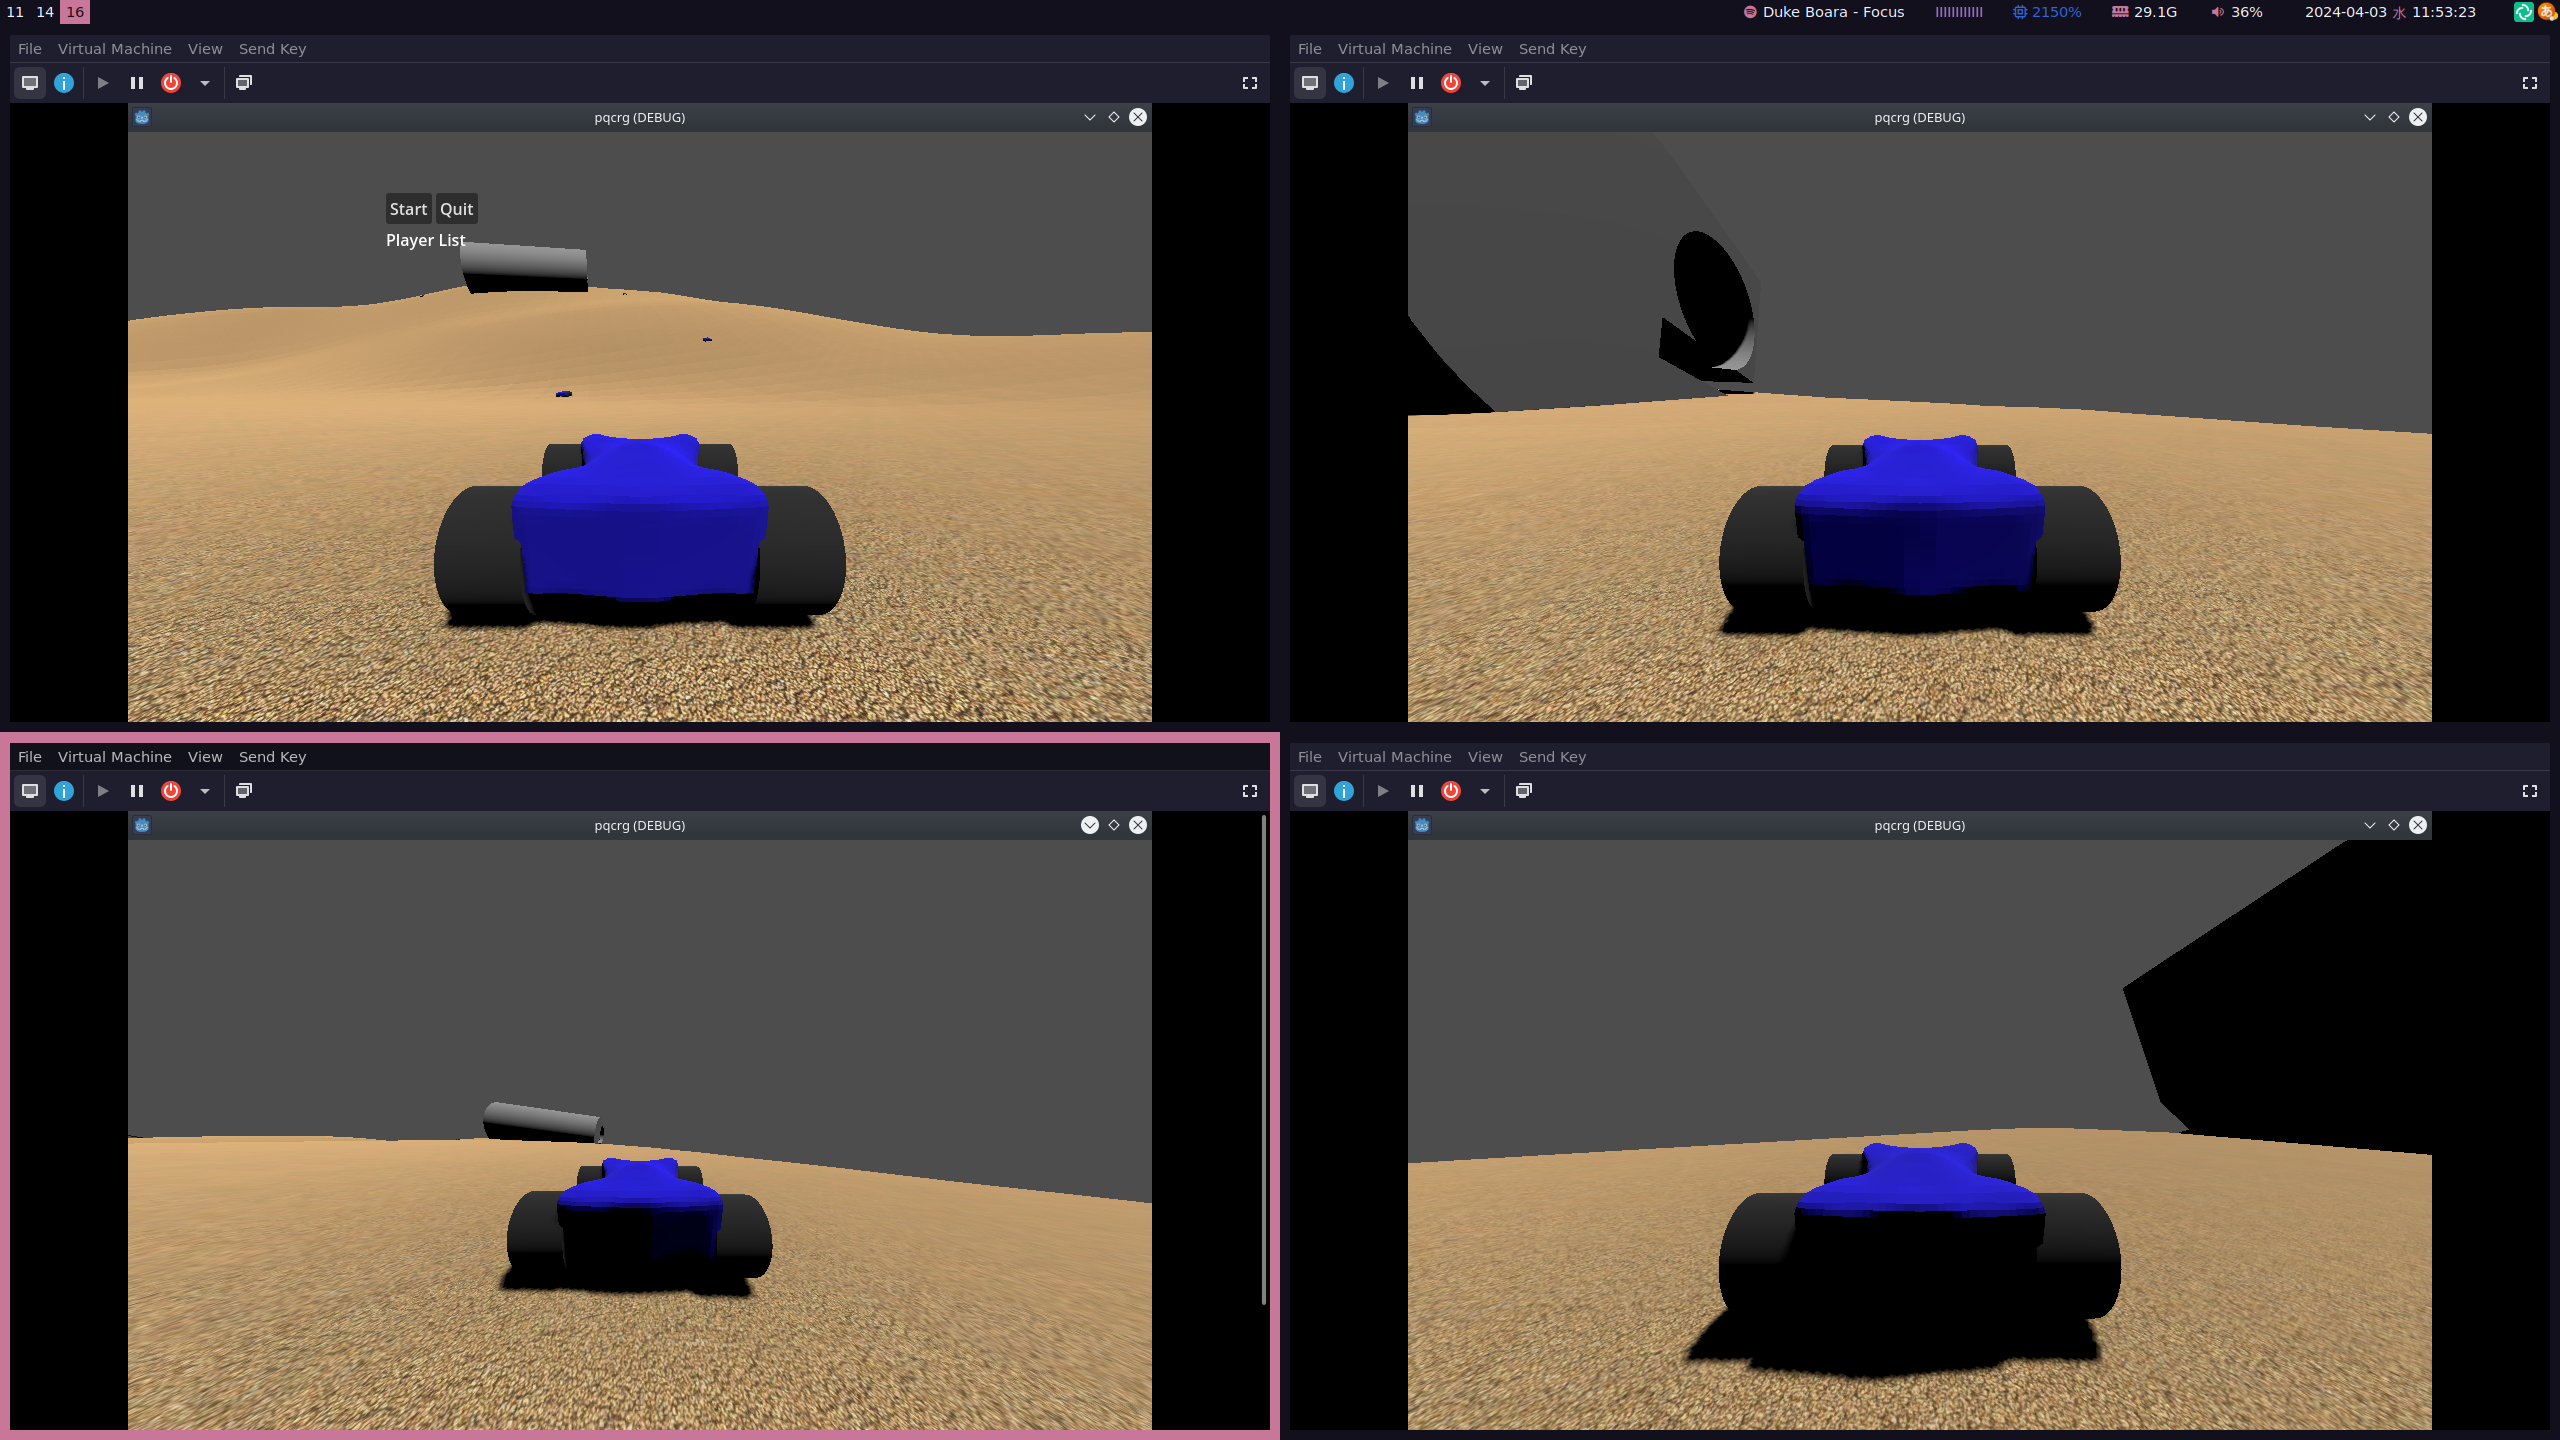 11 14 16 Duke Boara - Focus 2150% 29.1G 36% 2024-04-03 水 11:53:23 あ
File Virtual Machine View Send Key
File Virtual Machine View Send Key
pqcrg (DEBUG)
pqcrg (DEBUG)
Start Quit
Player List
File Virtual Machine View Send Key
File Virtual Machine View Send Key
pqcrg (DEBUG)
pqcrg (DEBUG)